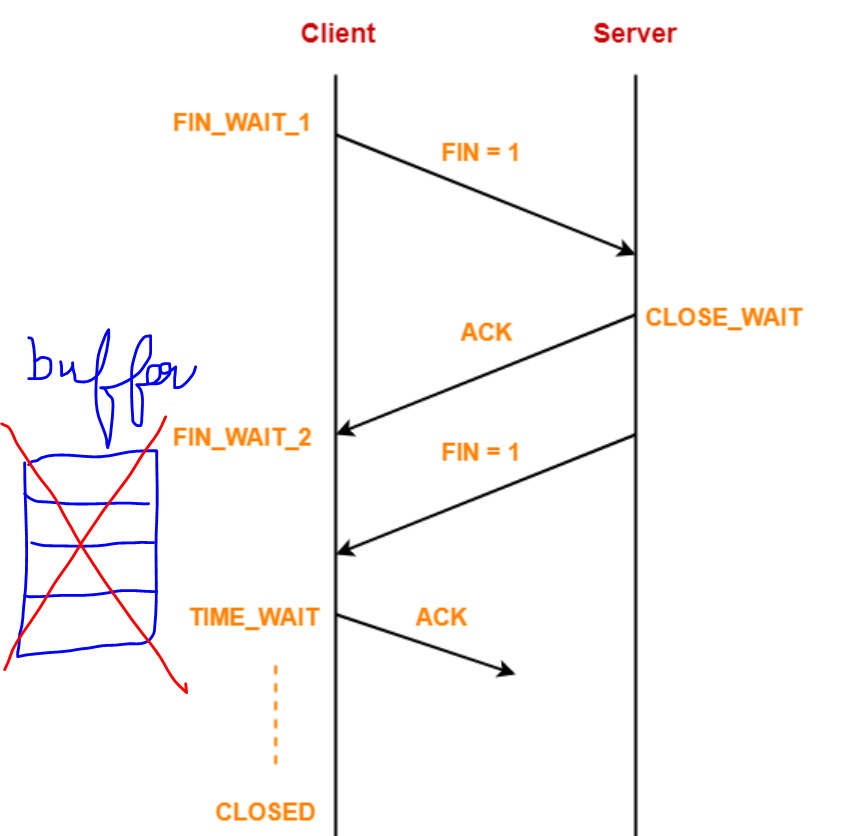 Client Server
FIN_WAIT_1
FIN = 1
CLOSE_WAIT
ACK
buffer
FIN_WAIT_2
FIN = 1
TIME_WAIT
ACK
CLOSED